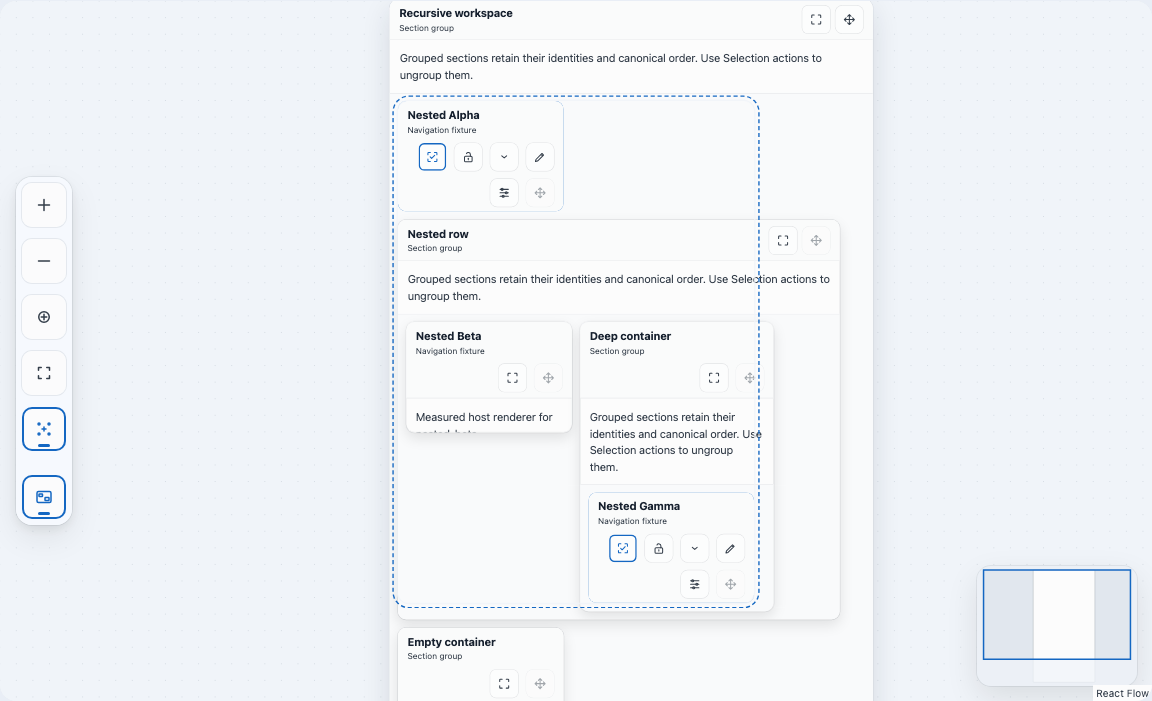 Recursive workspace
Section group
Grouped sections retain their identities and canonical order. Use Selection actions to
ungroup them.
Nested Alpha
Navigation fixture
Nested row
Section group
Grouped sections retain their identities and canonical order. Use Selection actions to
ungroup them.
Nested Beta
Navigation fixture
Measured host renderer for
Deep container
Section group
Grouped sections retain their
identities and canonical order. Use
Selection actions to ungroup
them.
Nested Gamma
Navigation fixture
Empty container
Section group
React Flow